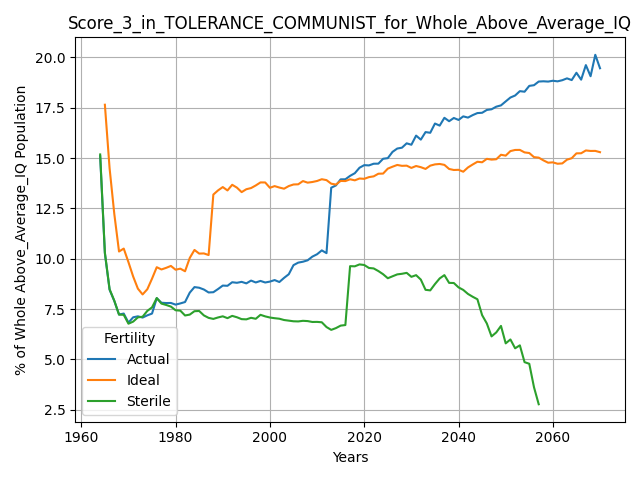 Score_3_in_TOLERANCE_COMMUNIST_for_Whole_Above_Average_IQ
% of Whole Above_Average_IQ Population
20.0
17.5
15.0
12.5
10.0
7.5
5.0
2.5
Fertility
Actual
Ideal
Sterile
1960 1980 2000 2020 2040 2060
Years